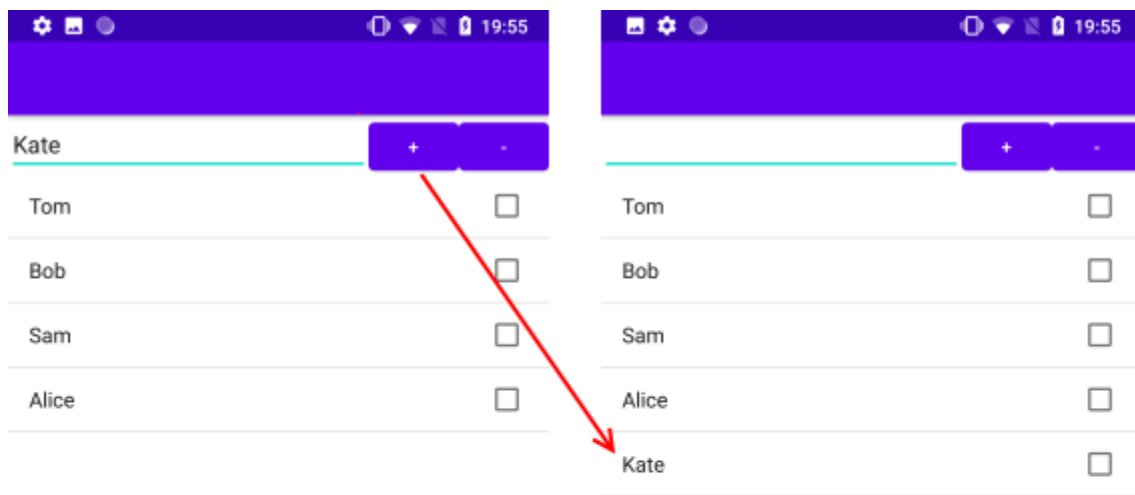 19:55
Kate
+ -
Tom
Bob
Sam
Alice
19:55
+ -
Tom
Bob
Sam
Alice
Kate